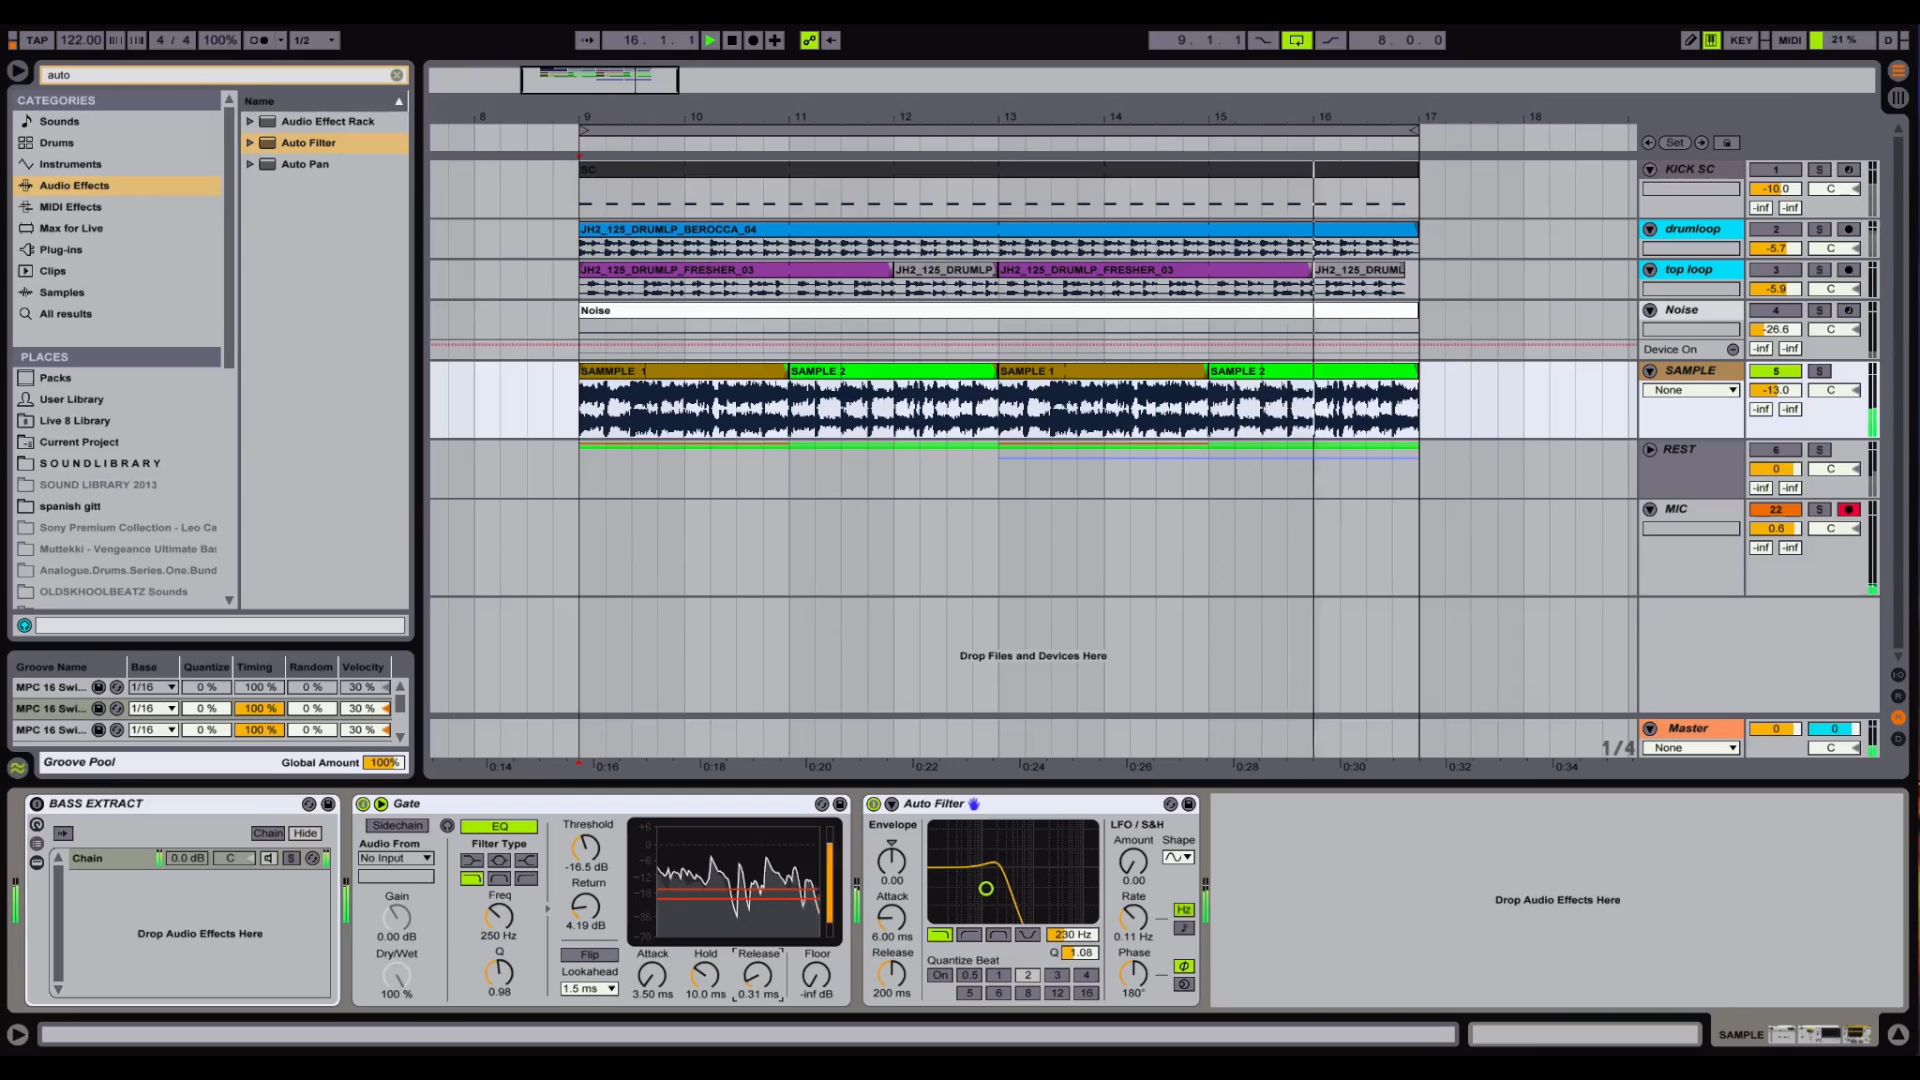 TAP 122.00 4 / 4 100% 1/2 16. 1. 1 9. 1. 1 8. 0. 0 KEY MIDI 21 % D
auto
CATEGORIES
Sounds
Drums
Instruments
Audio Effects
MIDI Effects
Max for Live
Plug-ins
Clips
Samples
All results
PLACES
Packs
User Library
Live 8 Library
Current Project
S O U N D L I B R A R Y
SOUND LIBRARY 2013
spanish gitt
Sony Premium Collection - Leo Ca
Muttekki - Vengeance Ultimate Bas
Analogue.Drums.Series.One.Bund
OLDSKHOOLBEATZ Sounds
Name
Audio Effect Rack
Auto Filter
Auto Pan
Groove Name Base Quantize Timing Random Velocity
MPC 16 Swi... 1/16 0 % 100 % 0 % 30 %
MPC 16 Swi... 1/16 0 % 100 % 0 % 30 %
MPC 16 Swi... 1/16 0 % 100 % 0 % 30 %
Groove Pool Global Amount 100%
8 9 10 11 12 13 14 15 16 17 18
Set
SC
KICK SC 1 S
-10.0 C
-inf -inf
JH2_125_DRUMLP_BEROCCA_04
drumloop 2 S
-5.7 C
JH2_125_DRUMLP_FRESHER_03 JH2_125_DRUMLP_ JH2_125_DRUMLP_FRESHER_03 JH2_125_DRUML
top loop 3 S
-5.9 C
Noise
Noise 4 S
-26.6 C
Device On -inf -inf
SAMMPLE 1 SAMPLE 2 SAMPLE 1 SAMPLE 2
SAMPLE 5 S
None -13.0 C
-inf -inf
REST 6 S
0 C
-inf -inf
MIC 22 S
0.6 C
-inf -inf
Drop Files and Devices Here
Master 0 0
1/4 None C
0:14 0:16 0:18 0:20 0:22 0:24 0:26 0:28 0:30 0:32 0:34
BASS EXTRACT
Chain Hide
Chain 0.0 dB C S
Drop Audio Effects Here
Gate
Sidechain
Audio From
No Input
Gain
0.00 dB
Dry/Wet
100 %
EQ
Filter Type
Freq
250 Hz
Q
0.98
Threshold
-16.5 dB
Return
4.19 dB
Flip
Lookahead
1.5 ms
+6
0
-6
-12
-18
-36
-70
Attack Hold Release Floor
3.50 ms 10.0 ms 0.31 ms -inf dB
Auto Filter
Envelope
0.00
Attack
6.00 ms
Release
200 ms
230 Hz
Q 1.08
Quantize Beat
On 0.5 1 2 3 4
5 6 8 12 16
LFO / S&H
Amount Shape
0.00
Rate
0.11 Hz
Hz
Phase
180°
Drop Audio Effects Here
SAMPLE